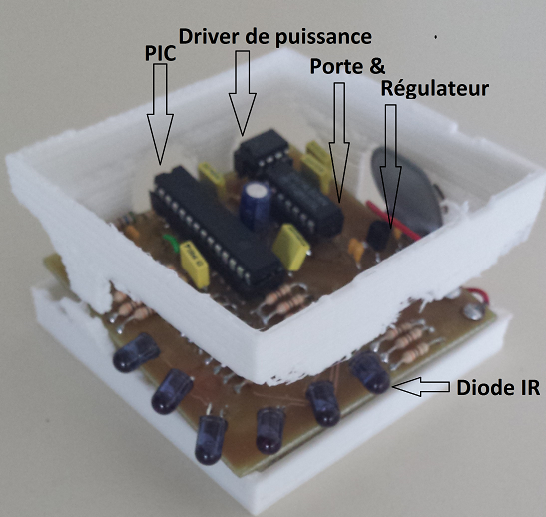 Driver de puissance
PIC
Porte &
Régulateur
Diode IR